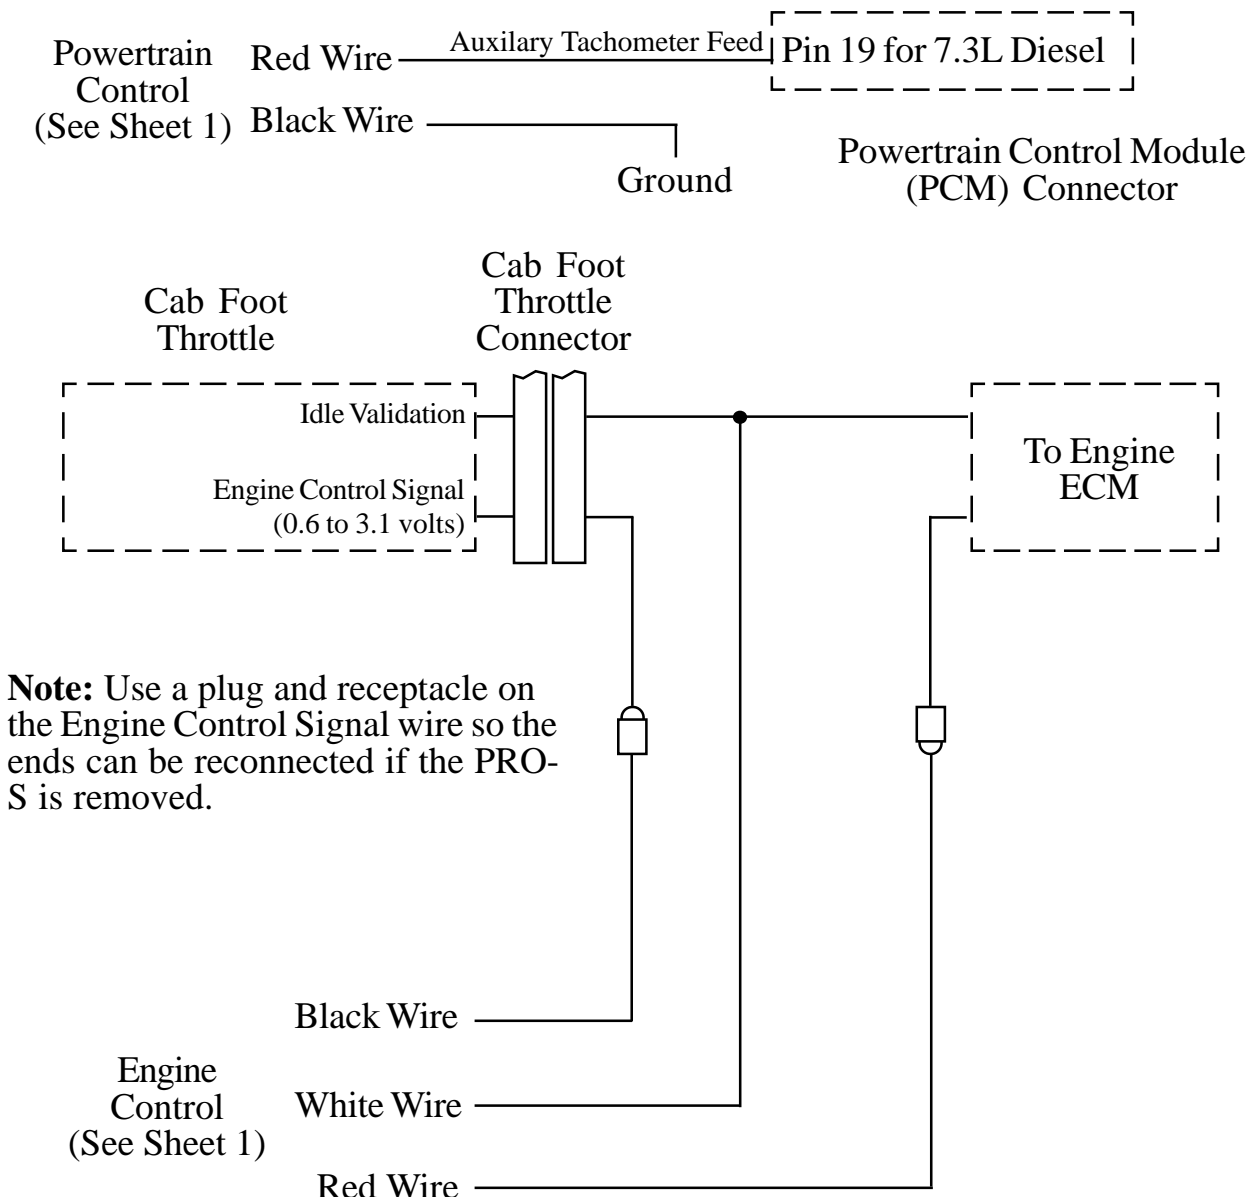 Powertrain
Control
(See Sheet 1)
Red Wire
Auxilary Tachometer Feed
Pin 19 for 7.3L Diesel
Black Wire
Ground
Powertrain Control Module
(PCM) Connector
Cab Foot
Throttle
Cab Foot
Throttle
Connector
Idle Validation
Engine Control Signal
(0.6 to 3.1 volts)
To Engine
ECM
Note: Use a plug and receptacle on
the Engine Control Signal wire so the
ends can be reconnected if the PRO-
S is removed.
Black Wire
Engine
Control
(See Sheet 1)
White Wire
Red Wire